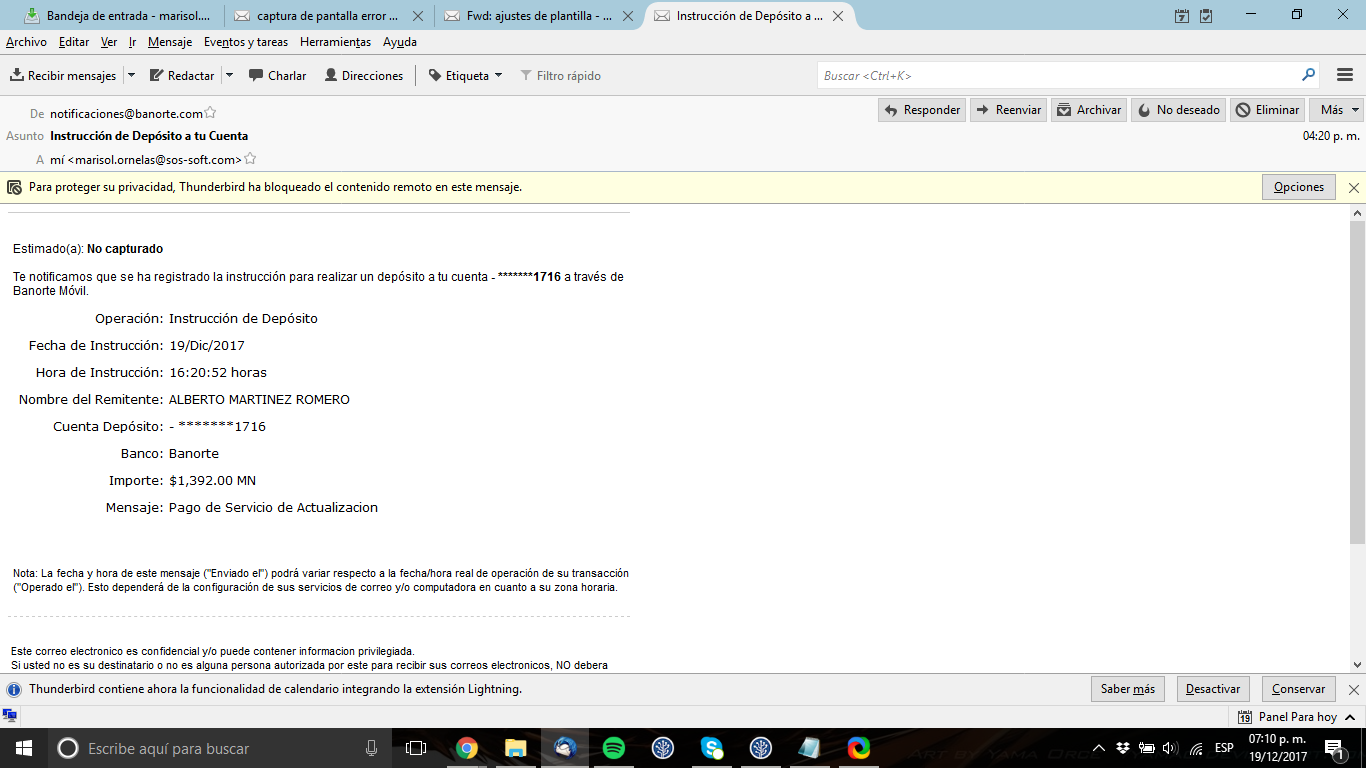 Bandeja de entrada - marisol....
captura de pantalla error ...
Fwd: ajustes de plantilla - ...
Instrucción de Depósito a ...
Archivo Editar Ver Ir Mensaje Eventos y tareas Herramientas Ayuda
Recibir mensajes Redactar Charlar Direcciones Etiqueta Filtro rápido
Buscar <Ctrl+K>
De notificaciones@banorte.com
Responder Reenviar Archivar No deseado Eliminar Más
Asunto Instrucción de Depósito a tu Cuenta
04:20 p. m.
A mí <marisol.ornelas@sos-soft.com>
Para proteger su privacidad, Thunderbird ha bloqueado el contenido remoto en este mensaje.
Opciones
Estimado(a): No capturado
Te notificamos que se ha registrado la instrucción para realizar un depósito a tu cuenta - *******1716 a través de
Banorte Móvil.
Operación: Instrucción de Depósito
Fecha de Instrucción: 19/Dic/2017
Hora de Instrucción: 16:20:52 horas
Nombre del Remitente: ALBERTO MARTINEZ ROMERO
Cuenta Depósito: - *******1716
Banco: Banorte
Importe: $1,392.00 MN
Mensaje: Pago de Servicio de Actualizacion
Nota: La fecha y hora de este mensaje ("Enviado el") podrá variar respecto a la fecha/hora real de operación de su transacción
("Operado el"). Esto dependerá de la configuración de sus servicios de correo y/o computadora en cuanto a su zona horaria.
Este correo electronico es confidencial y/o puede contener informacion privilegiada.
Si usted no es su destinatario o no es alguna persona autorizada por este para recibir sus correos electronicos, NO debera
Thunderbird contiene ahora la funcionalidad de calendario integrando la extensión Lightning.
Saber más Desactivar Conservar
19 Panel Para hoy
Escribe aquí para buscar
ESP
07:10 p. m.
19/12/2017
1